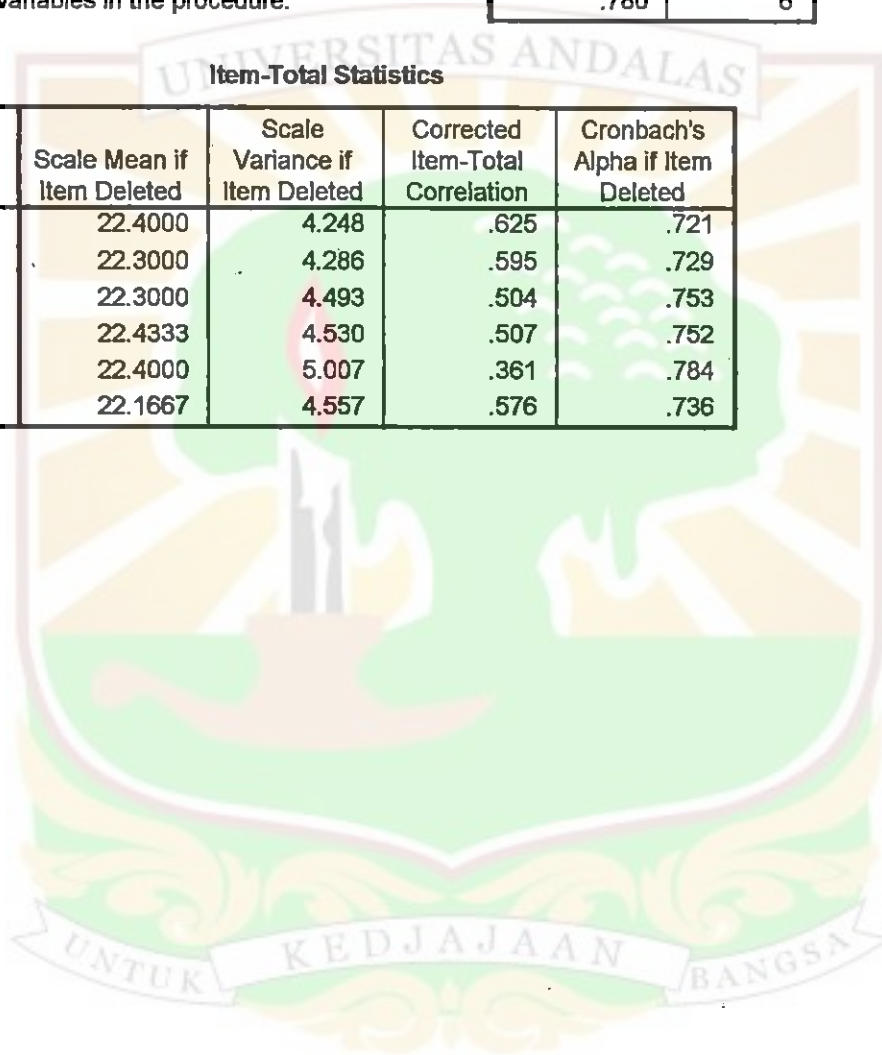 variables in the procedure.
.780 6
UNIVERSITAS ANDALAS
Item-Total Statistics
Scale Mean if Item Deleted | Scale Variance if Item Deleted | Corrected Item-Total Correlation | Cronbach's Alpha if Item Deleted
22.4000 4.248 .625 .721
22.3000 4.286 .595 .729
22.3000 4.493 .504 .753
22.4333 4.530 .507 .752
22.4000 5.007 .361 .784
22.1667 4.557 .576 .736
UNTUK KEDJAJAAN BANGSA